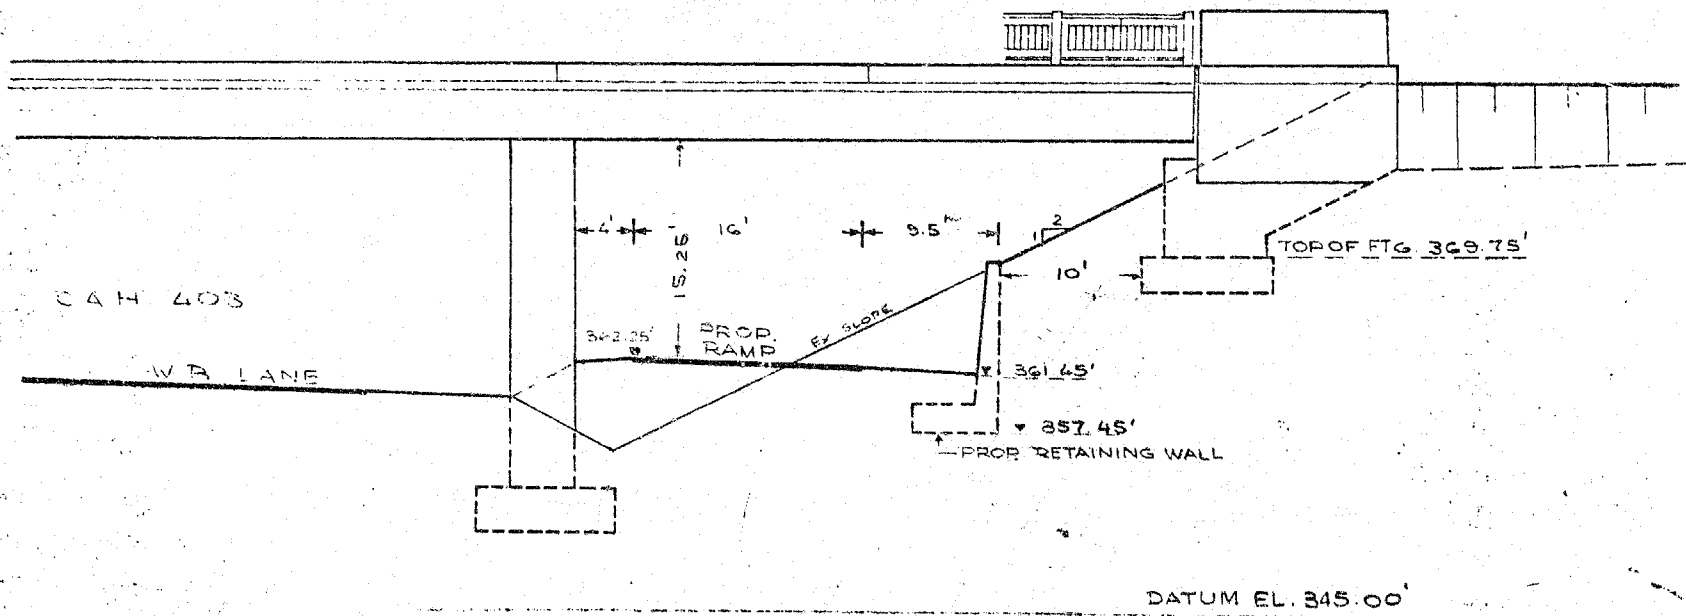 4'
16'
9.5'
1
2
15.25'
10'
TOP OF FTG. 369.75'
403
EX SLOPE
362.25'
PROP.
RAMP
W B LANE
361.45'
357.45'
PROP. RETAINING WALL
DATUM EL. 345.00'